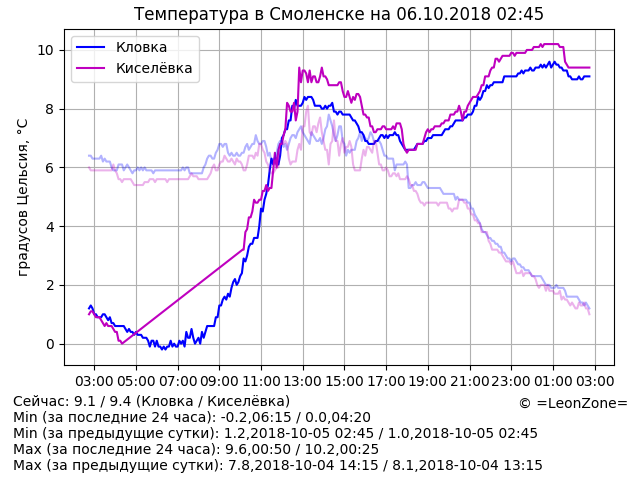 Температура в Смоленске на 06.10.2018 02:45
градусов Цельсия, °C
10
8
6
4
2
0
Кловка
Киселёвка
03:00 05:00 07:00 09:00 11:00 13:00 15:00 17:00 19:00 21:00 23:00 01:00 03:00
Сейчас: 9.1 / 9.4 (Кловка / Киселёвка)
© =LeonZone=
Min (за последние 24 часа): -0.2,06:15 / 0.0,04:20
Min (за предыдущие сутки): 1.2,2018-10-05 02:45 / 1.0,2018-10-05 02:45
Max (за последние 24 часа): 9.6,00:50 / 10.2,00:25
Max (за предыдущие сутки): 7.8,2018-10-04 14:15 / 8.1,2018-10-04 13:15